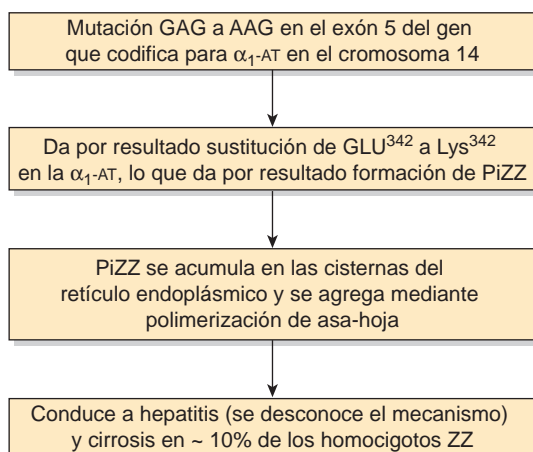 Mutación GAG a AAG en el exón 5 del gen
que codifica para α₁-AT en el cromosoma 14
Da por resultado sustitución de GLU³⁴² a Lys³⁴²
en la α₁-AT, lo que da por resultado formación de PiZZ
PiZZ se acumula en las cisternas del
retículo endoplásmico y se agrega mediante
polimerización de asa-hoja
Conduce a hepatitis (se desconoce el mecanismo)
y cirrosis en ~ 10% de los homocigotos ZZ